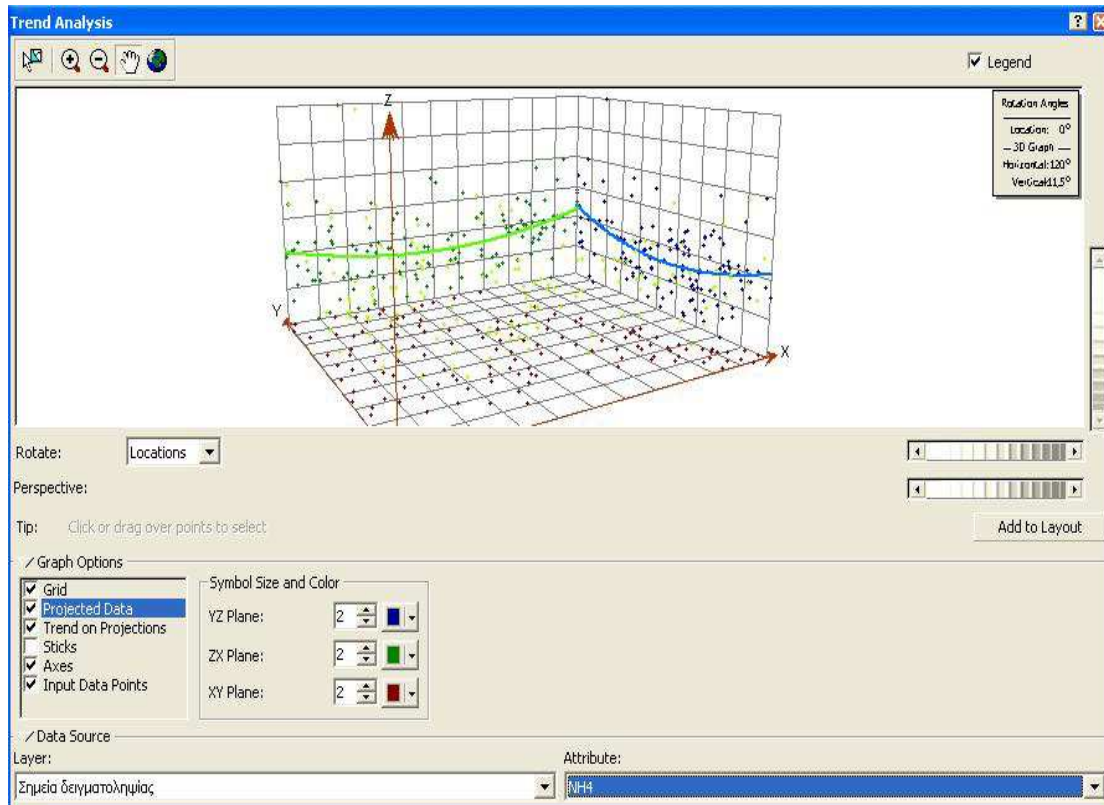 Trend Analysis
?
Legend
Z
Y
X
Rotation Angles
Location: 0°
— 3D Graph —
Horizontal:120°
Vertical:11,5°
Rotate:
Locations
Perspective:
Tip: Click or drag over points to select
Add to Layout
Graph Options
Grid
Projected Data
Trend on Projections
Sticks
Axes
Input Data Points
Symbol Size and Color
YZ Plane: 2
ZX Plane: 2
XY Plane: 2
Data Source
Layer:
Σημεία δειγματοληψίας
Attribute:
NH4